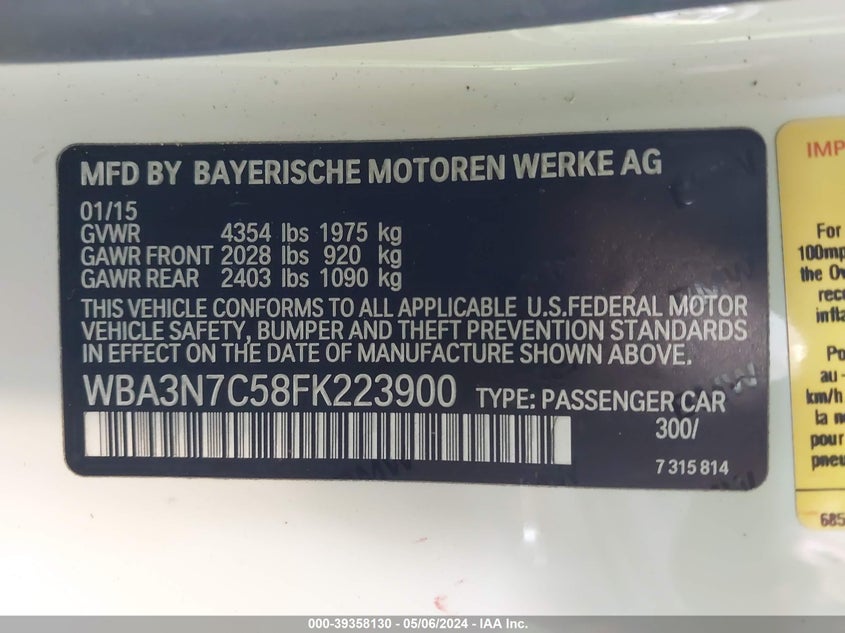 MFD BY BAYERISCHE MOTOREN WERKE AG
01/15
GVWR 4354 lbs 1975 kg
GAWR FRONT 2028 lbs 920 kg
GAWR REAR 2403 lbs 1090 kg
THIS VEHICLE CONFORMS TO ALL APPLICABLE U.S.FEDERAL MOTOR
VEHICLE SAFETY, BUMPER AND THEFT PREVENTION STANDARDS
IN EFFECT ON THE DATE OF MANUFACTURE SHOWN ABOVE.
WBA3N7C58FK223900 TYPE: PASSENGER CAR
300/
7 315 814
For
100mp
the Ov
infla
Po
au -
km/h
la
pour
pneu
685
000-39358130 - 05/06/2024 - IAA Inc.